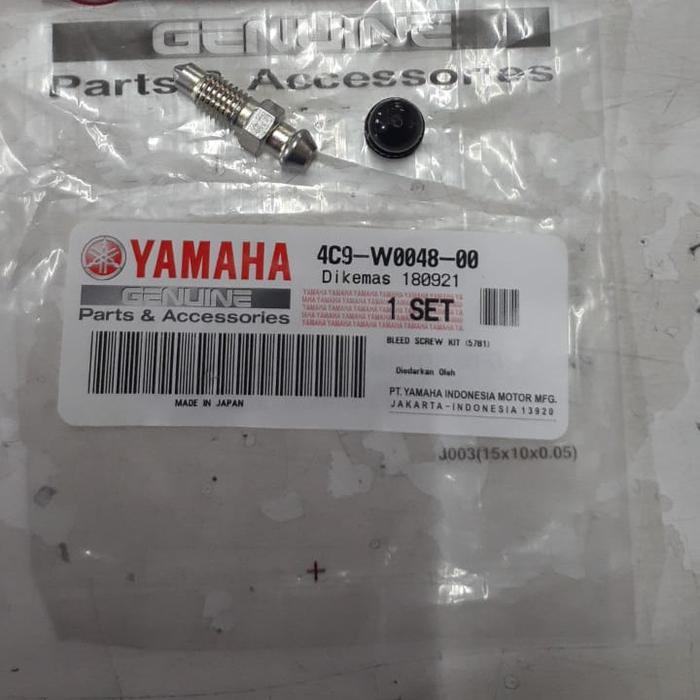 GENUINE
Parts & Accessories
YAMAHA
4C9-W0048-00
Dikemas 180921
GENUINE
Parts & Accessories
1 SET
BLEED SCREW KIT (5781)
Diedarkan Oleh
MADE IN JAPAN
PT. YAMAHA INDONESIA MOTOR MFG.
JAKARTA-INDONESIA 13920
J003(15x10x0.05)